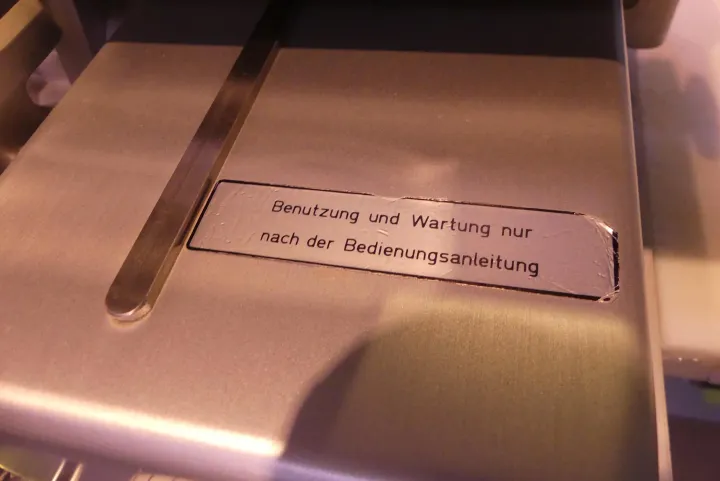 Benutzung und Wartung nur
nach der Bedienungsanleitung